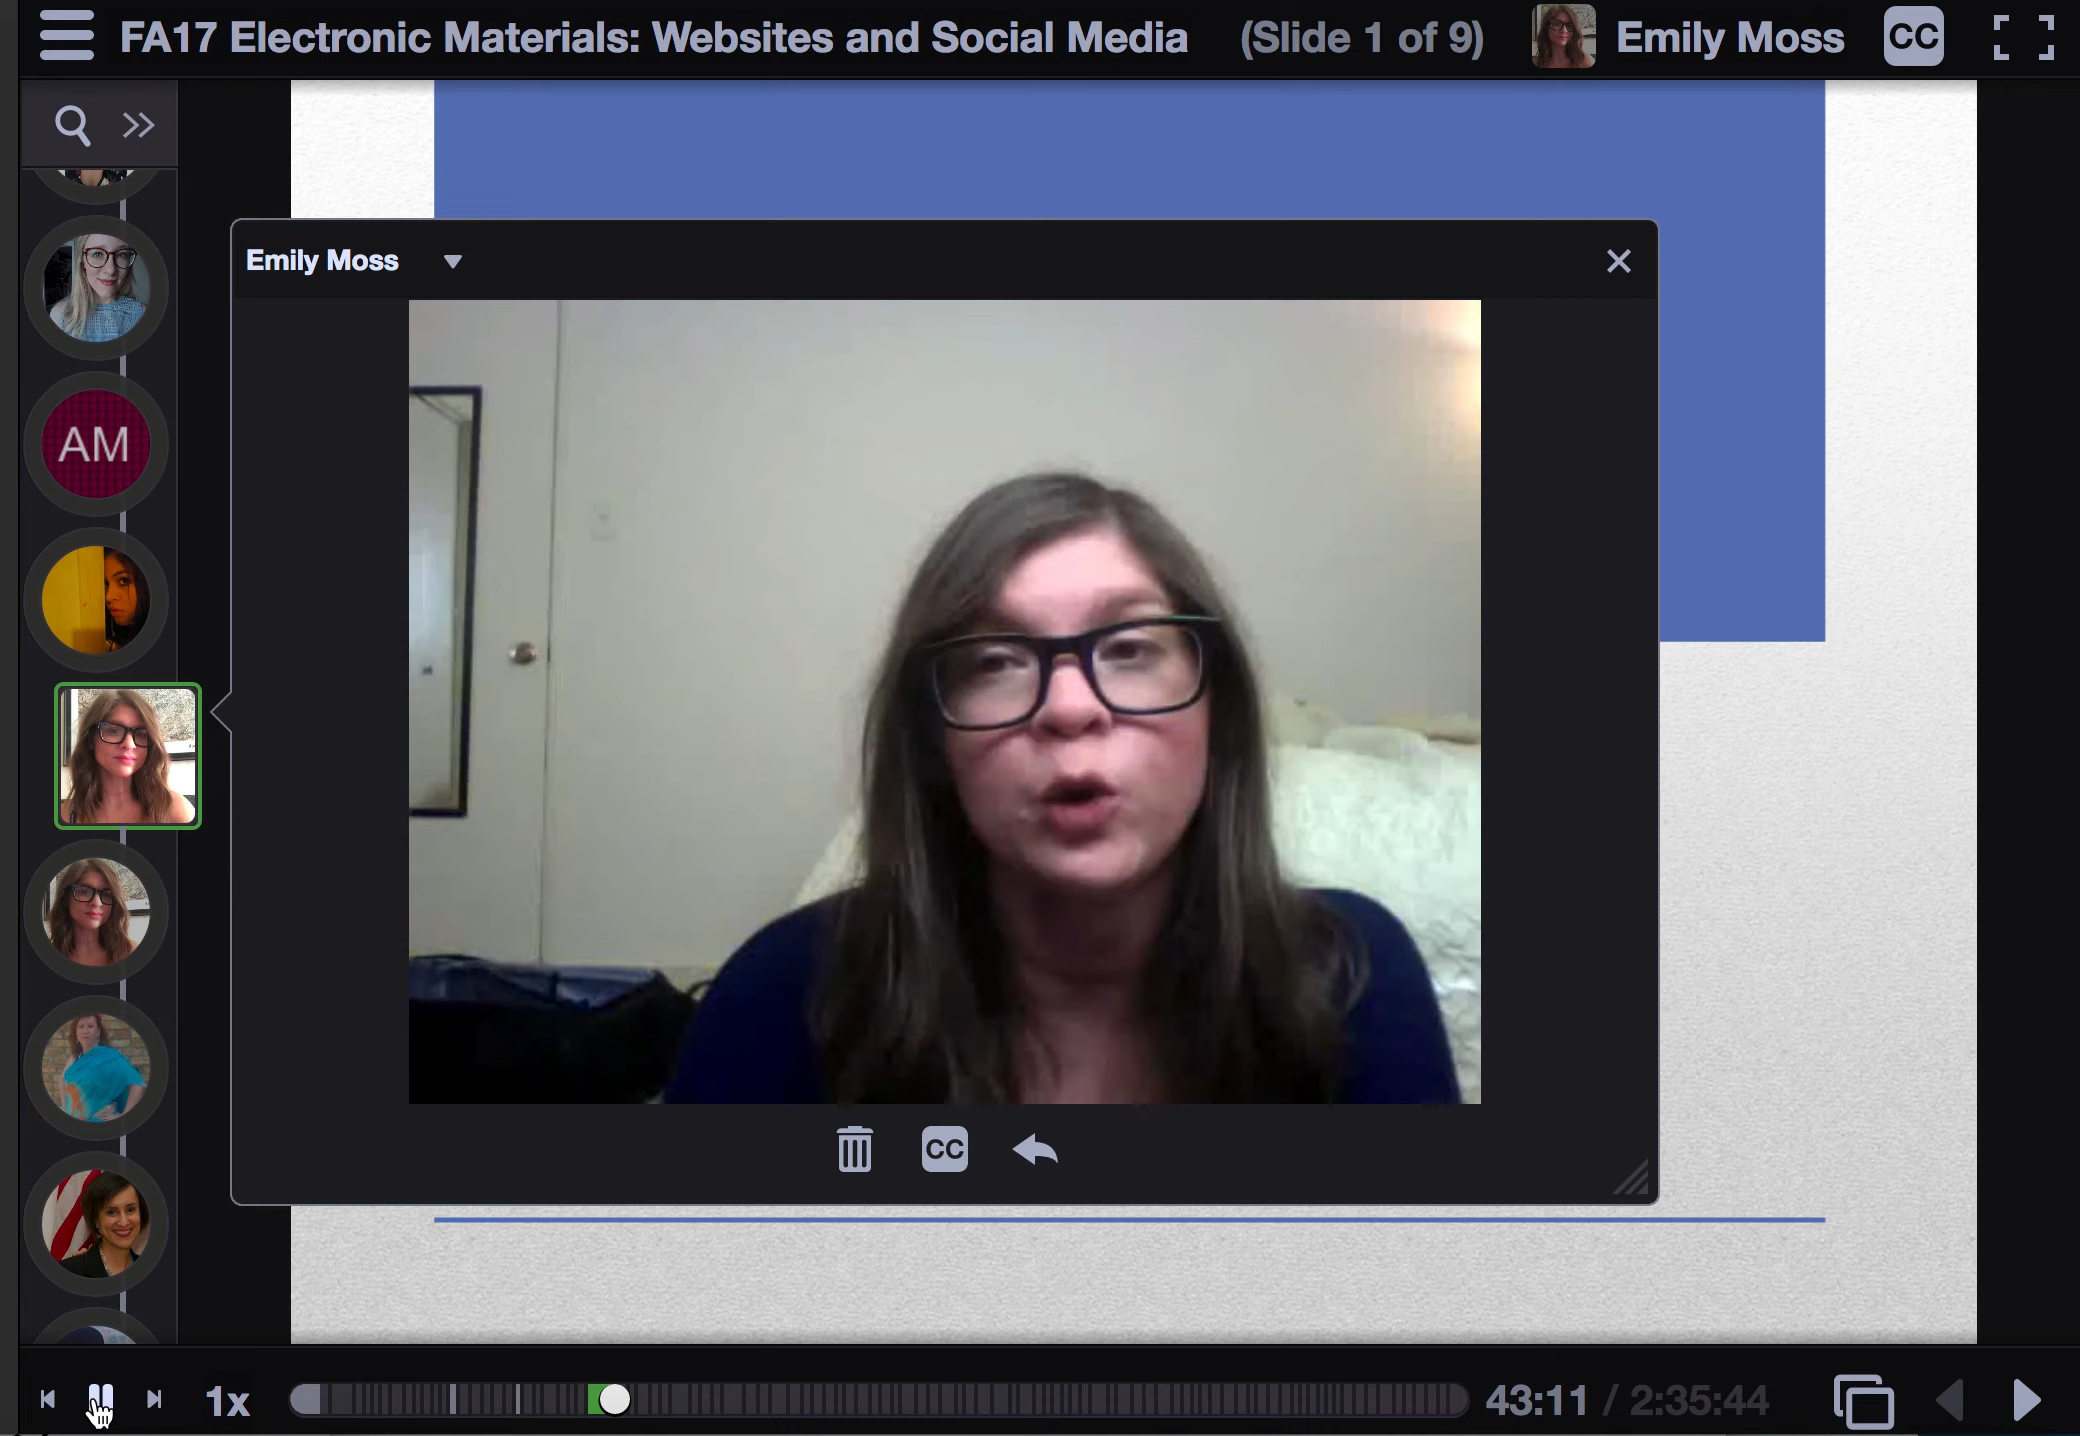 FA17 Electronic Materials: Websites and Social Media (Slide 1 of 9) Emily Moss CC
Emily Moss
AM
CC
1x 43:11 / 2:35:44